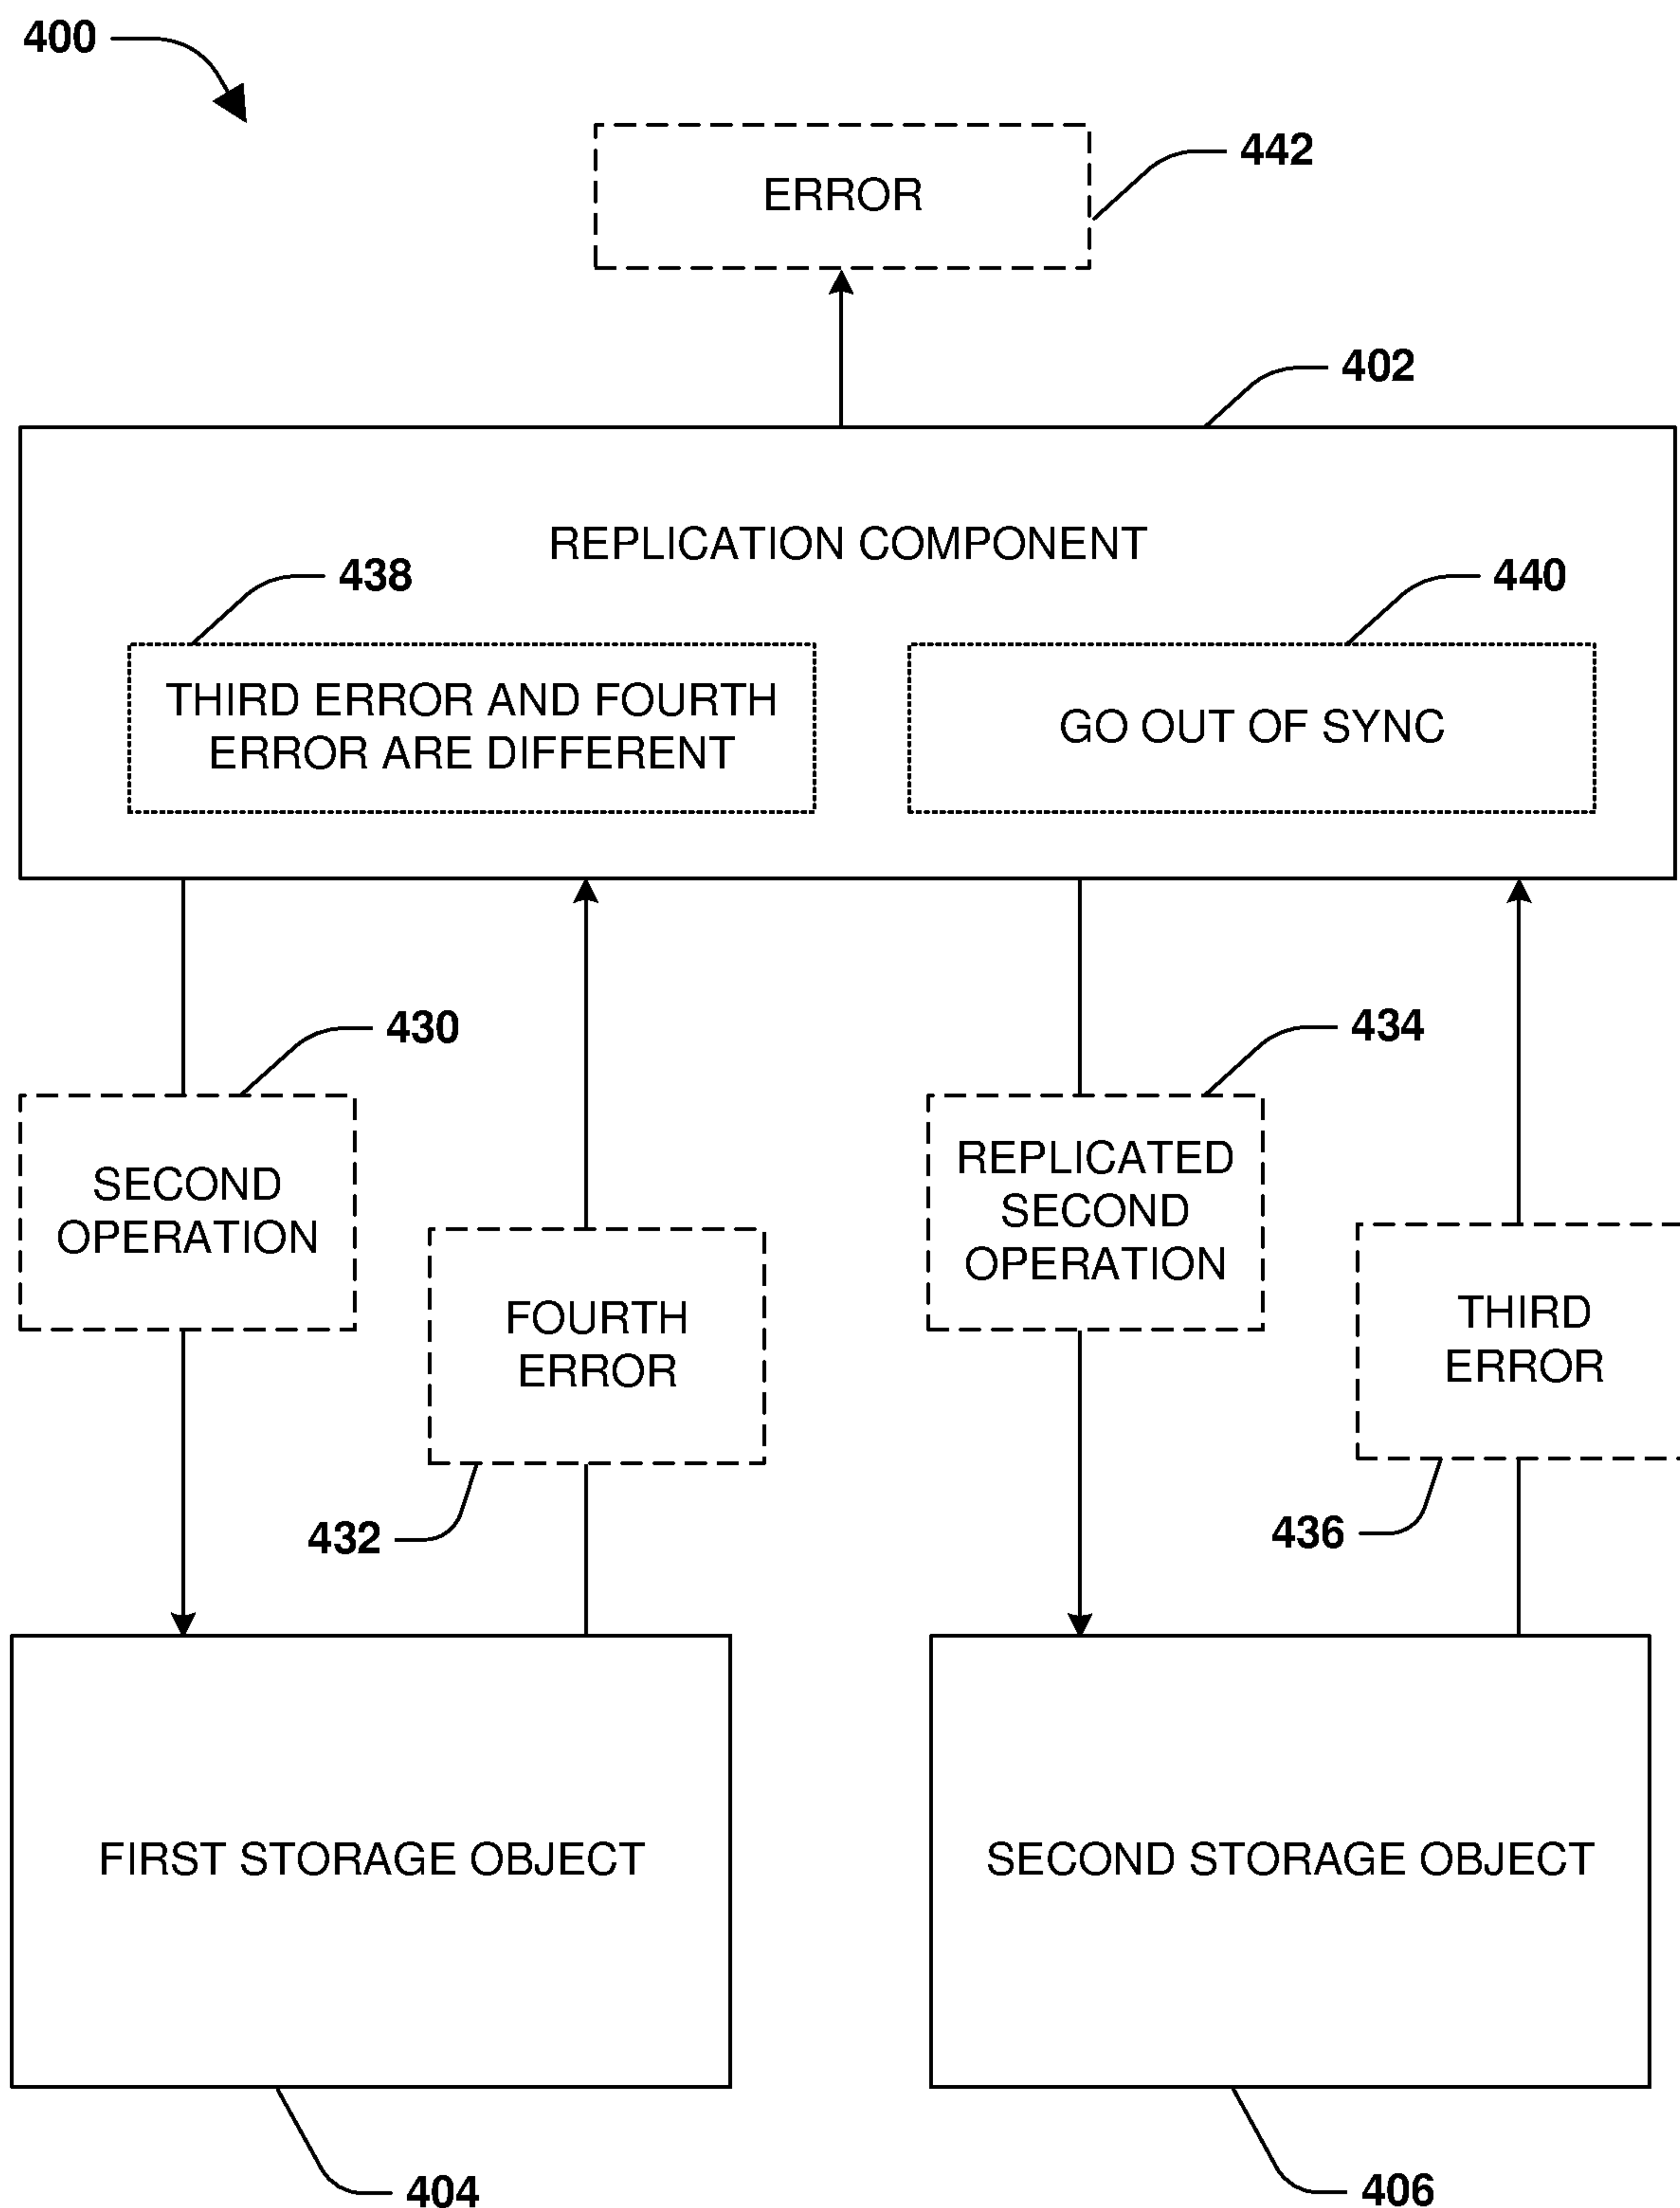 400
442
ERROR
402
REPLICATION COMPONENT
438
440
THIRD ERROR AND FOURTH
ERROR ARE DIFFERENT
GO OUT OF SYNC
430
434
SECOND
OPERATION
REPLICATED
SECOND
OPERATION
FOURTH
ERROR
THIRD
ERROR
432
436
FIRST STORAGE OBJECT
SECOND STORAGE OBJECT
404
406